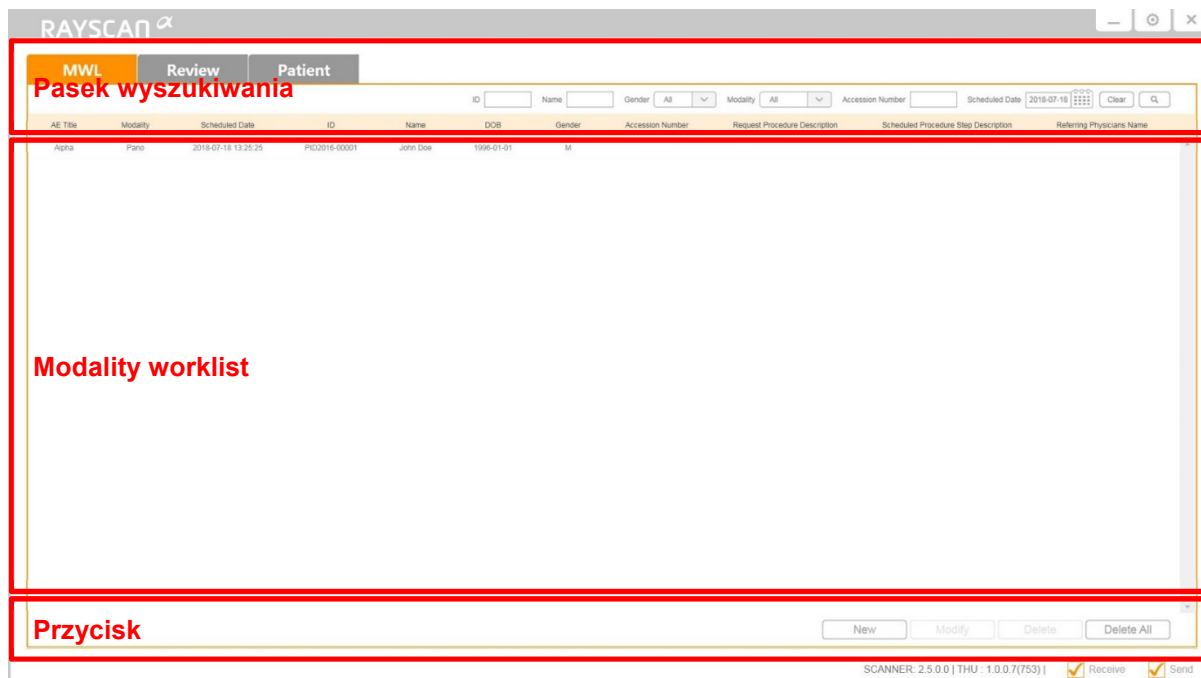 RAYSCAN α
MWL Review Patient
Pasek wyszukiwania
ID Name Gender All Modality All Accession Number Scheduled Date 2018-07-18 Clear
AE Title Modality Scheduled Date ID Name DOB Gender Accession Number Request Procedure Description Scheduled Procedure Step Description Referring Physicians Name
Alpha Pano 2018-07-18 13:25:25 PID2016-00001 John Doe 1996-01-01 M
Modality worklist
Przycisk
New Modify Delete Delete All
SCANNER: 2.5.0.0 | THU : 1.0.0.7(753) | Receive Send